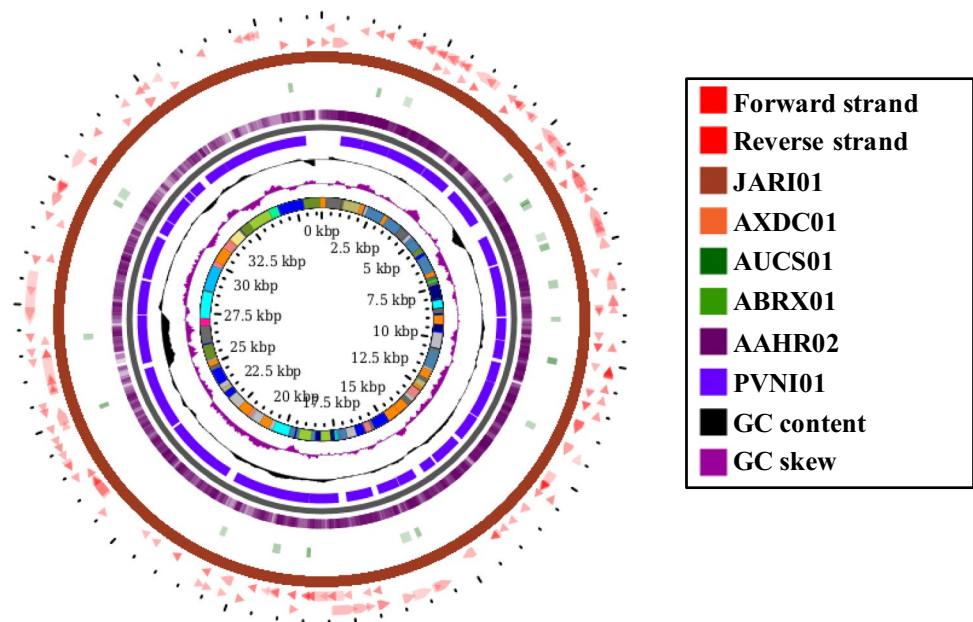 0 kbp
2.5 kbp
5 kbp
7.5 kbp
10 kbp
12.5 kbp
15 kbp
17.5 kbp
20 kbp
22.5 kbp
25 kbp
27.5 kbp
30 kbp
32.5 kbp
Forward strand
Reverse strand
JARI01
AXDC01
AUCS01
ABRX01
AAHR02
PVNI01
GC content
GC skew